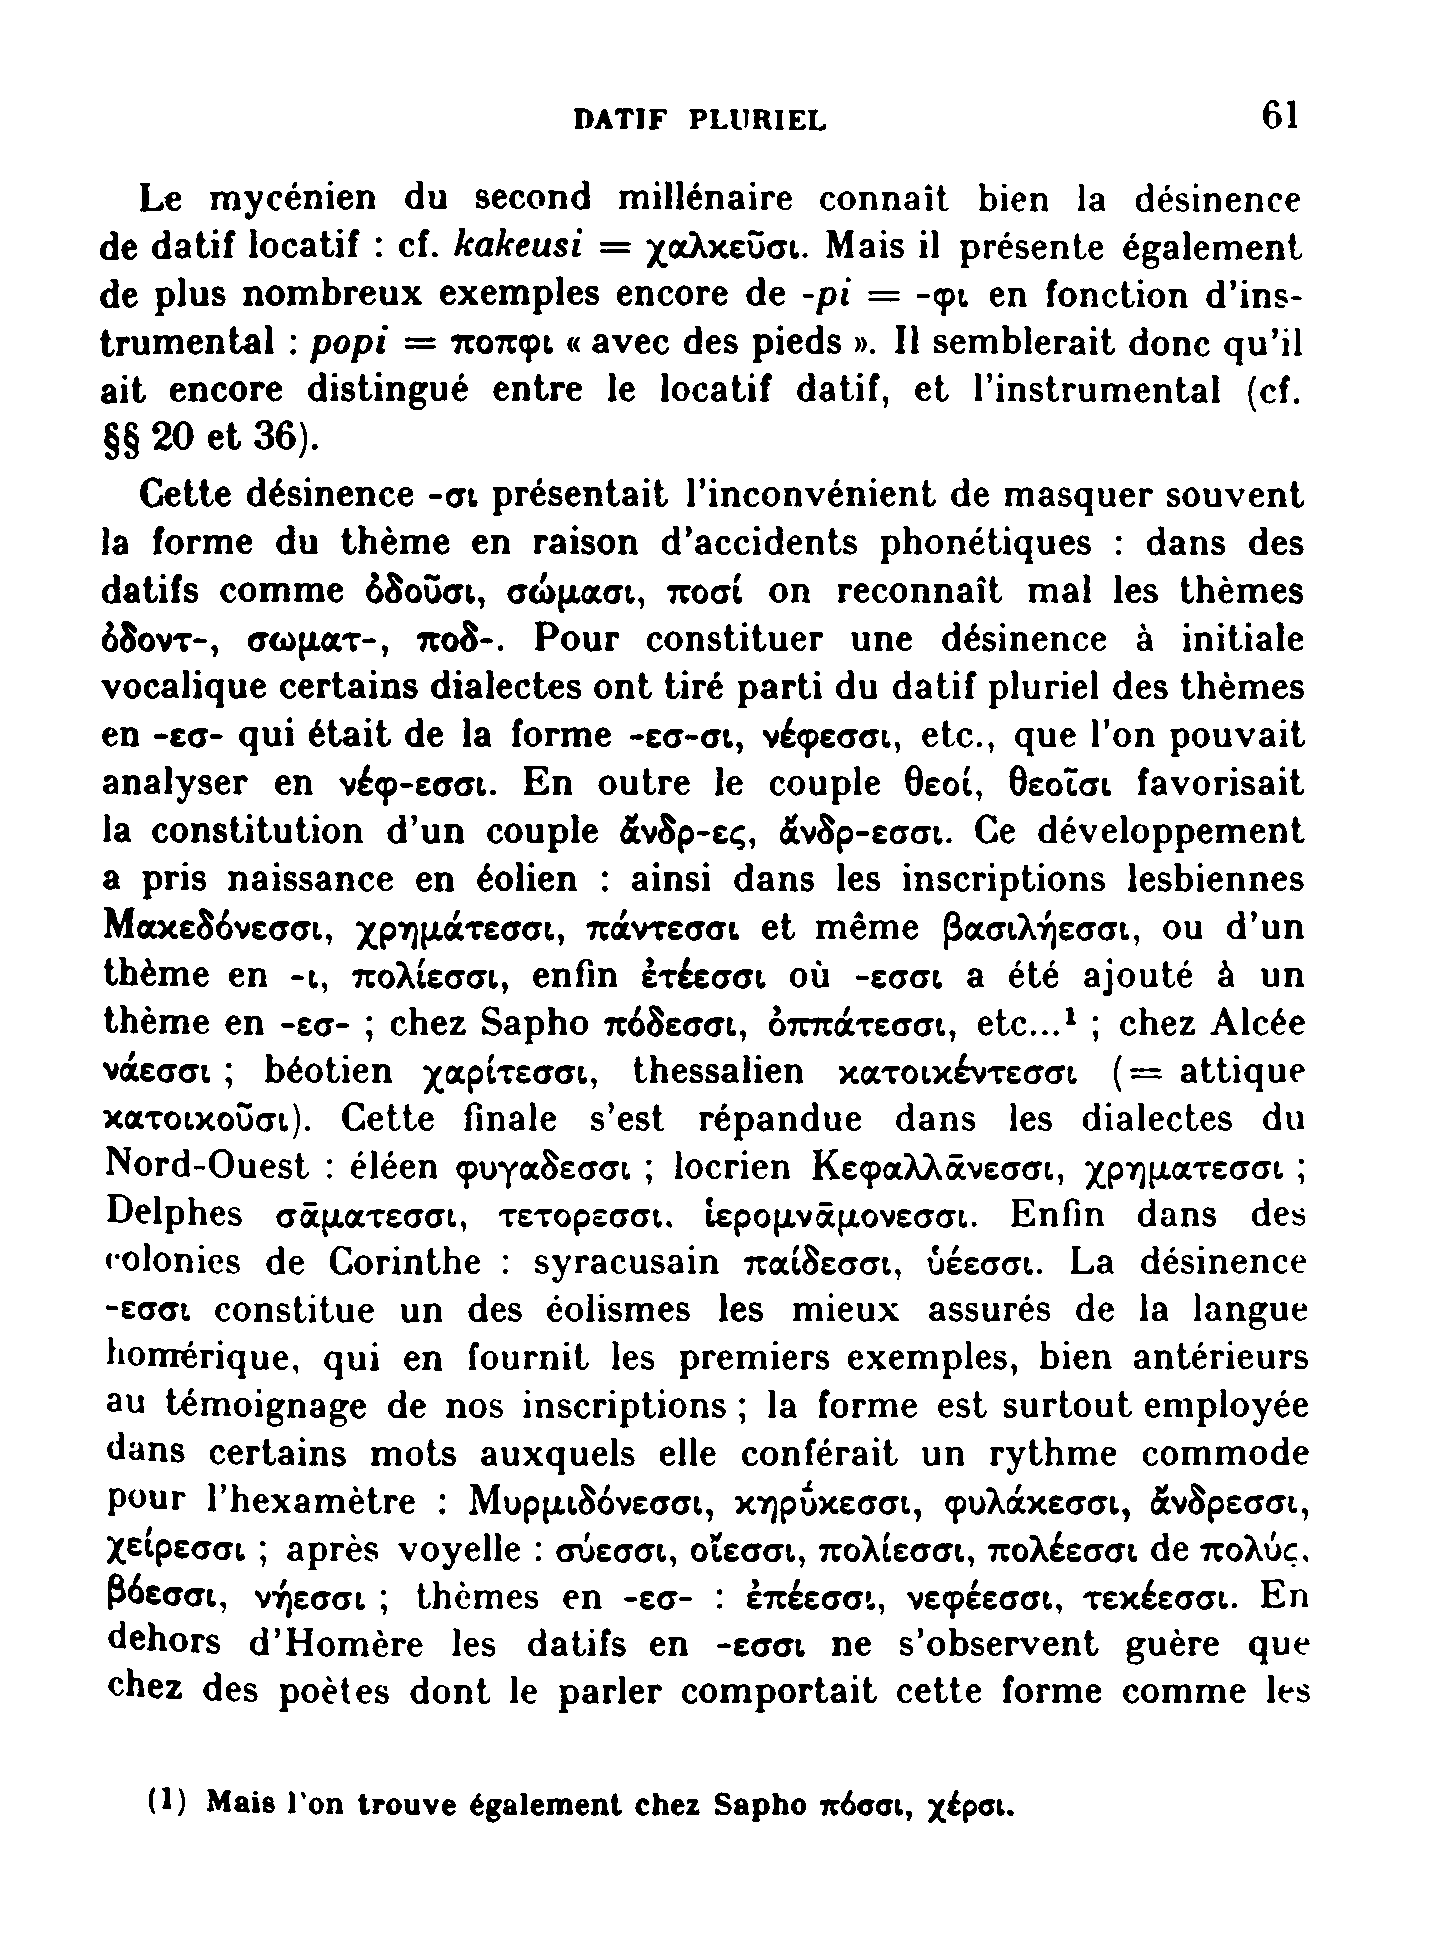 DATIF PLURIEL 61
Le mycénien du second millénaire connaît bien la désinence
de datif locatif : cf. kakeusi = χαλκεῦσι. Mais il présente également
de plus nombreux exemples encore de -pi = -φι en fonction d'ins-
trumental : popi = ποπφι « avec des pieds ». Il semblerait donc qu'il
ait encore distingué entre le locatif datif, et l'instrumental (cf.
§§ 20 et 36).
Cette désinence -σι présentait l'inconvénient de masquer souvent
la forme du thème en raison d'accidents phonétiques : dans des
datifs comme ὀδοῦσι, σώμασι, ποσί on reconnaît mal les thèmes
ὀδοντ-, σωματ-, ποδ-. Pour constituer une désinence à initiale
vocalique certains dialectes ont tiré parti du datif pluriel des thèmes
en -εσ- qui était de la forme -εσ-σι, νέφεσσι, etc., que l'on pouvait
analyser en νέφ-εσσι. En outre le couple θεοί, θεοῖσι favorisait
la constitution d'un couple ἄνδρ-ες, ἄνδρ-εσσι. Ce développement
a pris naissance en éolien : ainsi dans les inscriptions lesbiennes
Μακεδόνεσσι, χρημάτεσσι, πάντεσσι et même βασιλήεσσι, ou d'un
thème en -ι, πολίεσσι, enfin ἐτέεσσι où -εσσι a été ajouté à un
thème en -εσ- ; chez Sapho πόδεσσι, ὀππάτεσσι, etc...¹ ; chez Alcée
νάεσσι ; béotien χαρίτεσσι, thessalien κατοικέντεσσι (= attique
κατοικοῦσι). Cette finale s'est répandue dans les dialectes du
Nord-Ouest : éléen φυγαδεσσι ; locrien Κεφαλλᾱνεσσι, χρηματεσσι ;
Delphes σᾱματεσσι, τετορεσσι, ἱερομνᾱμονεσσι. Enfin dans des
colonies de Corinthe : syracusain παίδεσσι, ὑέεσσι. La désinence
-εσσι constitue un des éolismes les mieux assurés de la langue
homérique, qui en fournit les premiers exemples, bien antérieurs
au témoignage de nos inscriptions ; la forme est surtout employée
dans certains mots auxquels elle conférait un rythme commode
pour l'hexamètre : Μυρμιδόνεσσι, κηρύ̄κεσσι, φυλάκεσσι, ἄνδρεσσι,
χείρεσσι ; après voyelle : σύεσσι, οἴεσσι, πολίεσσι, πολέεσσι de πολύς,
βόεσσι, νήεσσι ; thèmes en -εσ- : ἐπέεσσι, νεφέεσσι, τεκέεσσι. En
dehors d'Homère les datifs en -εσσι ne s'observent guère que
chez des poètes dont le parler comportait cette forme comme les
(1) Mais l'on trouve également chez Sapho πόσσι, χέρσι.